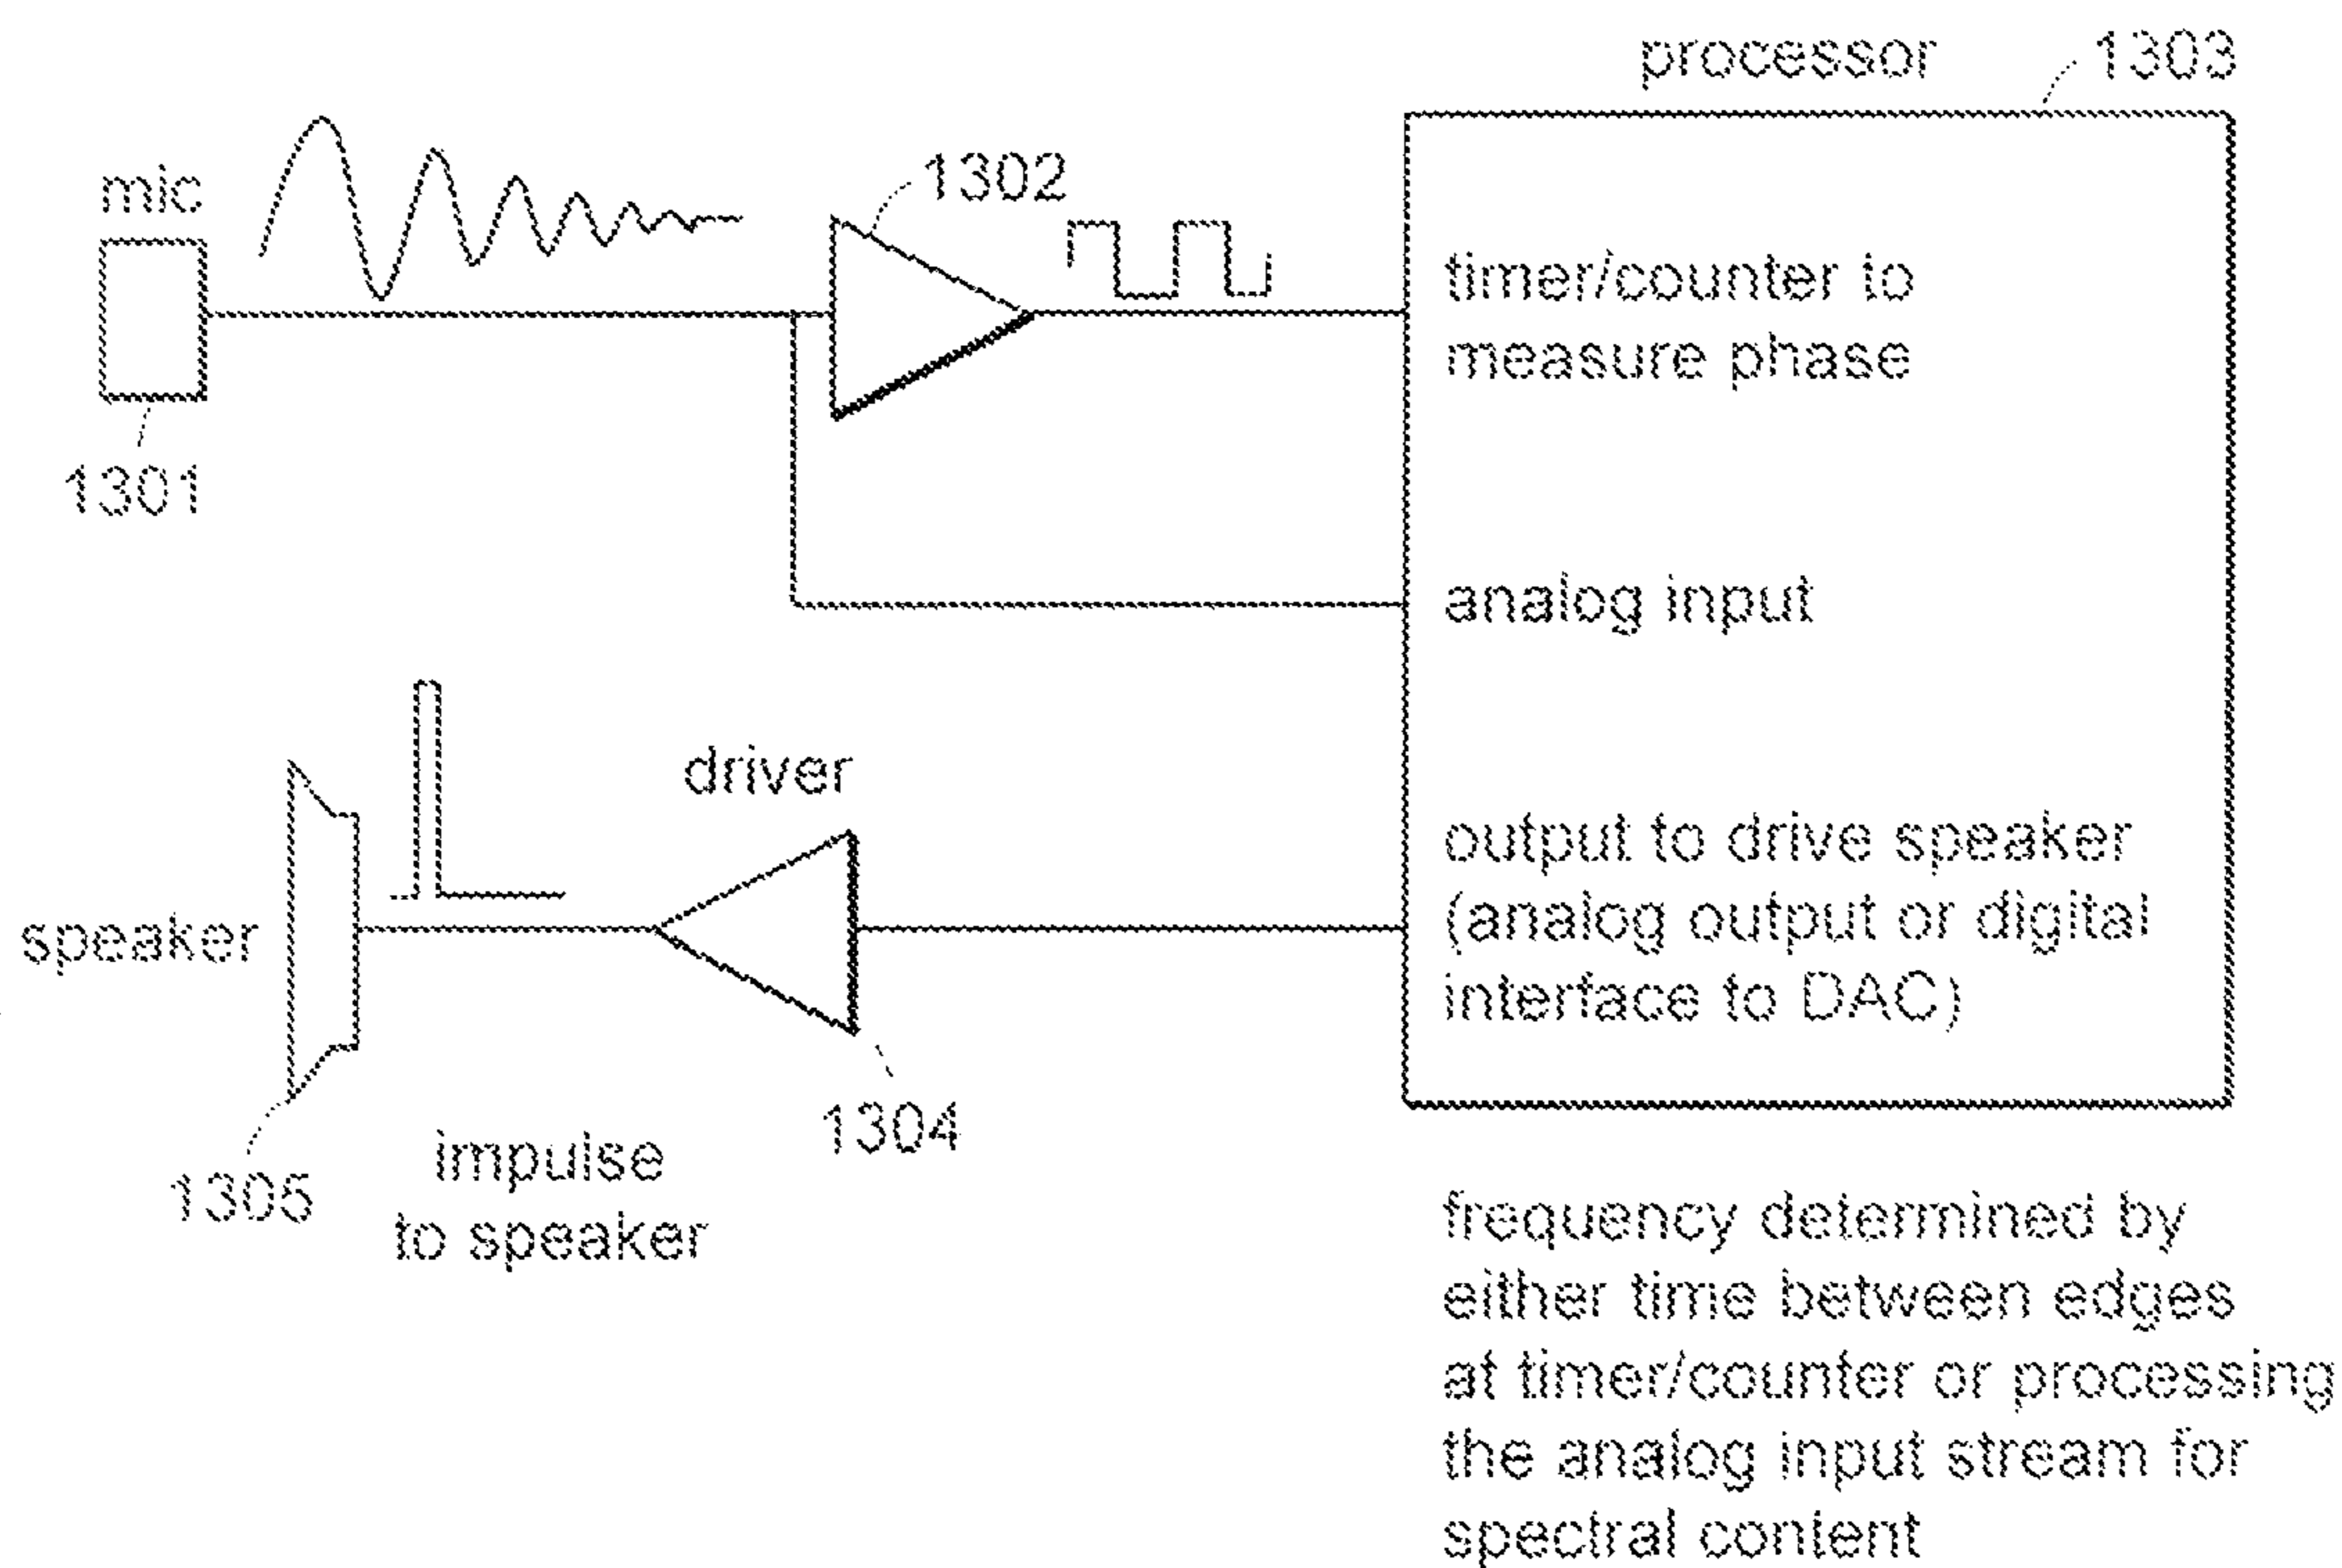 processor
1303
mic
1302
timer/counter to
measure phase
1301
analog input
driver
output to drive speaker
(analog output or digital
interface to DAC)
speaker
1304
impulse
to speaker
1305
frequency determined by
either time between edges
at timer/counter or processing
the analog input stream for
spectral content